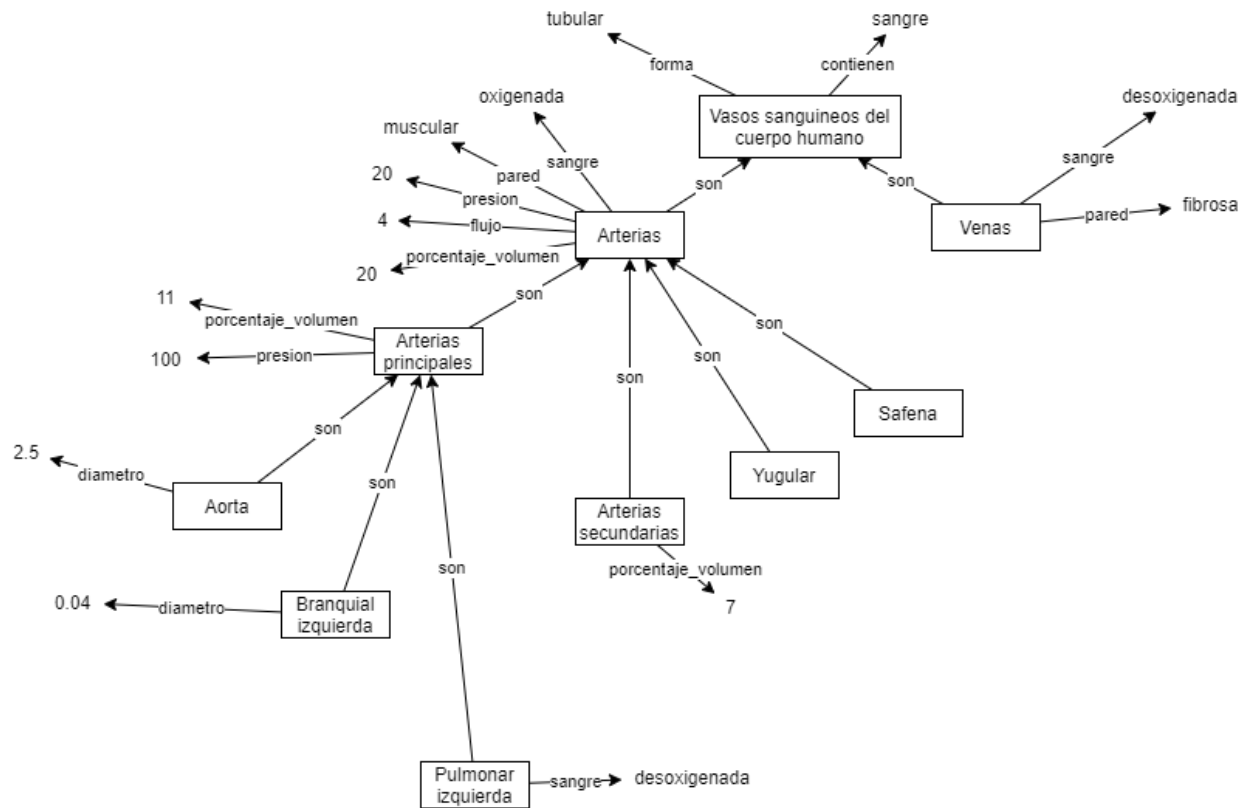 tubular
sangre
forma
contienen
oxigenada
Vasos sanguineos del
cuerpo humano
desoxigenada
muscular
sangre
sangre
20
pared
son
son
presion
4
flujo
Arterias
Venas
pared
fibrosa
porcentaje_volumen
20
11
son
porcentaje_volumen
Arterias
principales
son
100
presion
son
son
Safena
son
2.5
diametro
Yugular
son
Aorta
Arterias
secundarias
son
porcentaje_volumen
0.04
diametro
Branquial
izquierda
7
Pulmonar
izquierda
sangre
desoxigenada